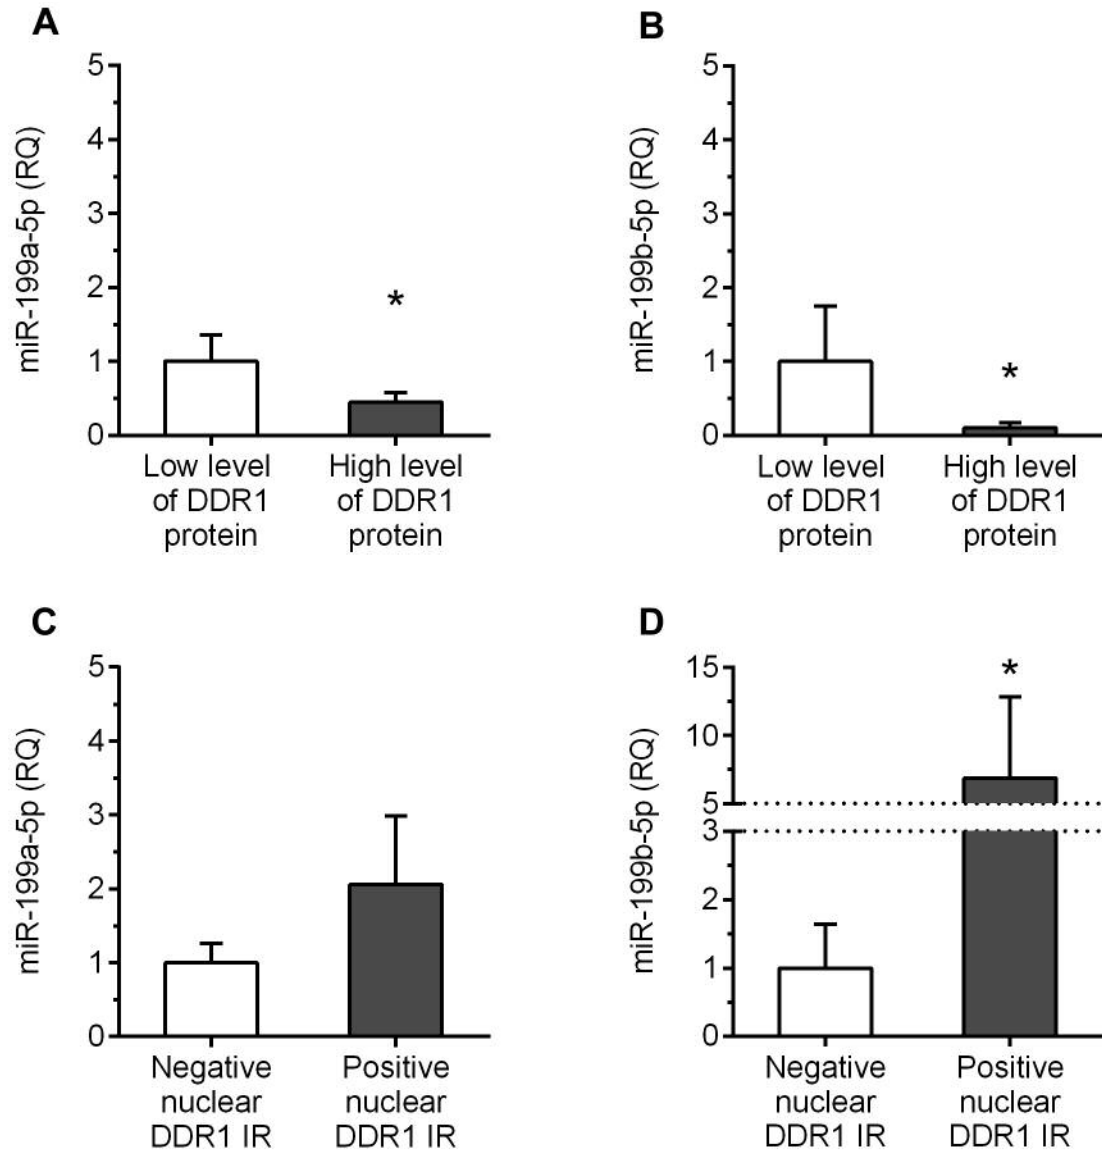 A
miR-199a-5p (RQ)
5
4
3
2
1
0
*
Low level
of DDR1
protein
High level
of DDR1
protein
B
miR-199b-5p (RQ)
5
4
3
2
1
0
*
Low level
of DDR1
protein
High level
of DDR1
protein
C
miR-199a-5p (RQ)
5
4
3
2
1
0
Negative
nuclear
DDR1 IR
Positive
nuclear
DDR1 IR
D
miR-199b-5p (RQ)
15
10
5
3
2
1
0
*
Negative
nuclear
DDR1 IR
Positive
nuclear
DDR1 IR